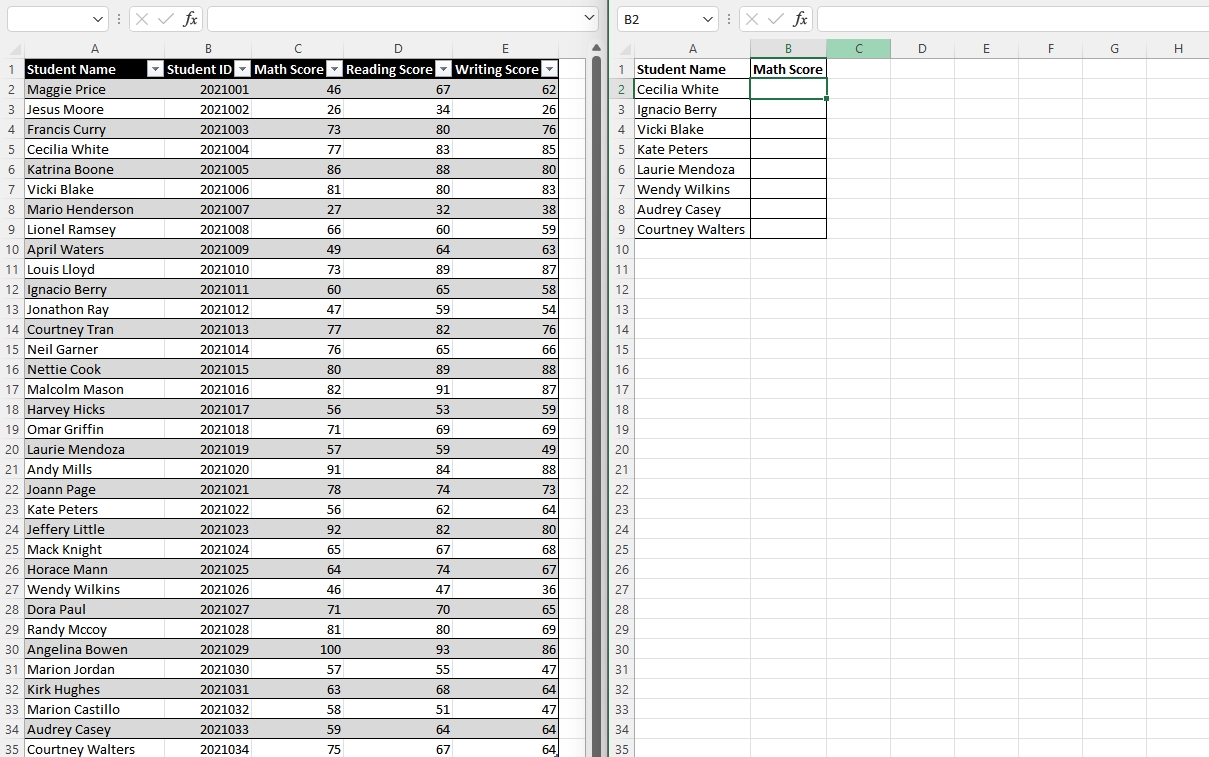 fx
B2 fx
A B C D E
A B C D E F G H
1 Student Name Student ID Math Score Reading Score Writing Score
1 Student Name Math Score
2 Maggie Price 2021001 46 67 62
2 Cecilia White
3 Jesus Moore 2021002 26 34 26
3 Ignacio Berry
4 Francis Curry 2021003 73 80 76
4 Vicki Blake
5 Cecilia White 2021004 77 83 85
5 Kate Peters
6 Katrina Boone 2021005 86 88 80
6 Laurie Mendoza
7 Vicki Blake 2021006 81 80 83
7 Wendy Wilkins
8 Mario Henderson 2021007 27 32 38
8 Audrey Casey
9 Lionel Ramsey 2021008 66 60 59
9 Courtney Walters
10 April Waters 2021009 49 64 63
10
11 Louis Lloyd 2021010 73 89 87
11
12 Ignacio Berry 2021011 60 65 58
12
13 Jonathon Ray 2021012 47 59 54
13
14 Courtney Tran 2021013 77 82 76
14
15 Neil Garner 2021014 76 65 66
15
16 Nettie Cook 2021015 80 89 88
16
17 Malcolm Mason 2021016 82 91 87
17
18 Harvey Hicks 2021017 56 53 59
18
19 Omar Griffin 2021018 71 69 69
19
20 Laurie Mendoza 2021019 57 59 49
20
21 Andy Mills 2021020 91 84 88
21
22 Joann Page 2021021 78 74 73
22
23 Kate Peters 2021022 56 62 64
23
24 Jeffery Little 2021023 92 82 80
24
25 Mack Knight 2021024 65 67 68
25
26 Horace Mann 2021025 64 74 67
26
27 Wendy Wilkins 2021026 46 47 36
27
28 Dora Paul 2021027 71 70 65
28
29 Randy Mccoy 2021028 81 80 69
29
30 Angelina Bowen 2021029 100 93 86
30
31 Marion Jordan 2021030 57 55 47
31
32 Kirk Hughes 2021031 63 68 64
32
33 Marion Castillo 2021032 58 51 47
33
34 Audrey Casey 2021033 59 64 64
34
35 Courtney Walters 2021034 75 67 64
35